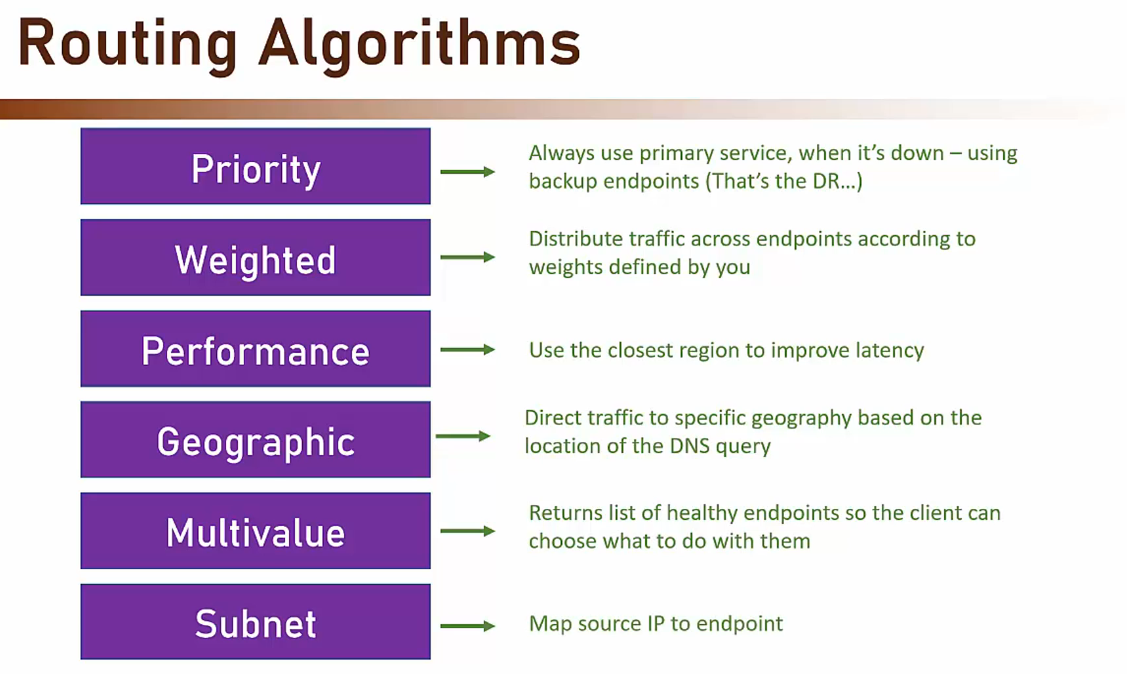 Routing Algorithms
Priority
Always use primary service, when it's down – using
backup endpoints (That's the DR…)
Weighted
Distribute traffic across endpoints according to
weights defined by you
Performance
Use the closest region to improve latency
Geographic
Direct traffic to specific geography based on the
location of the DNS query
Multivalue
Returns list of healthy endpoints so the client can
choose what to do with them
Subnet
Map source IP to endpoint